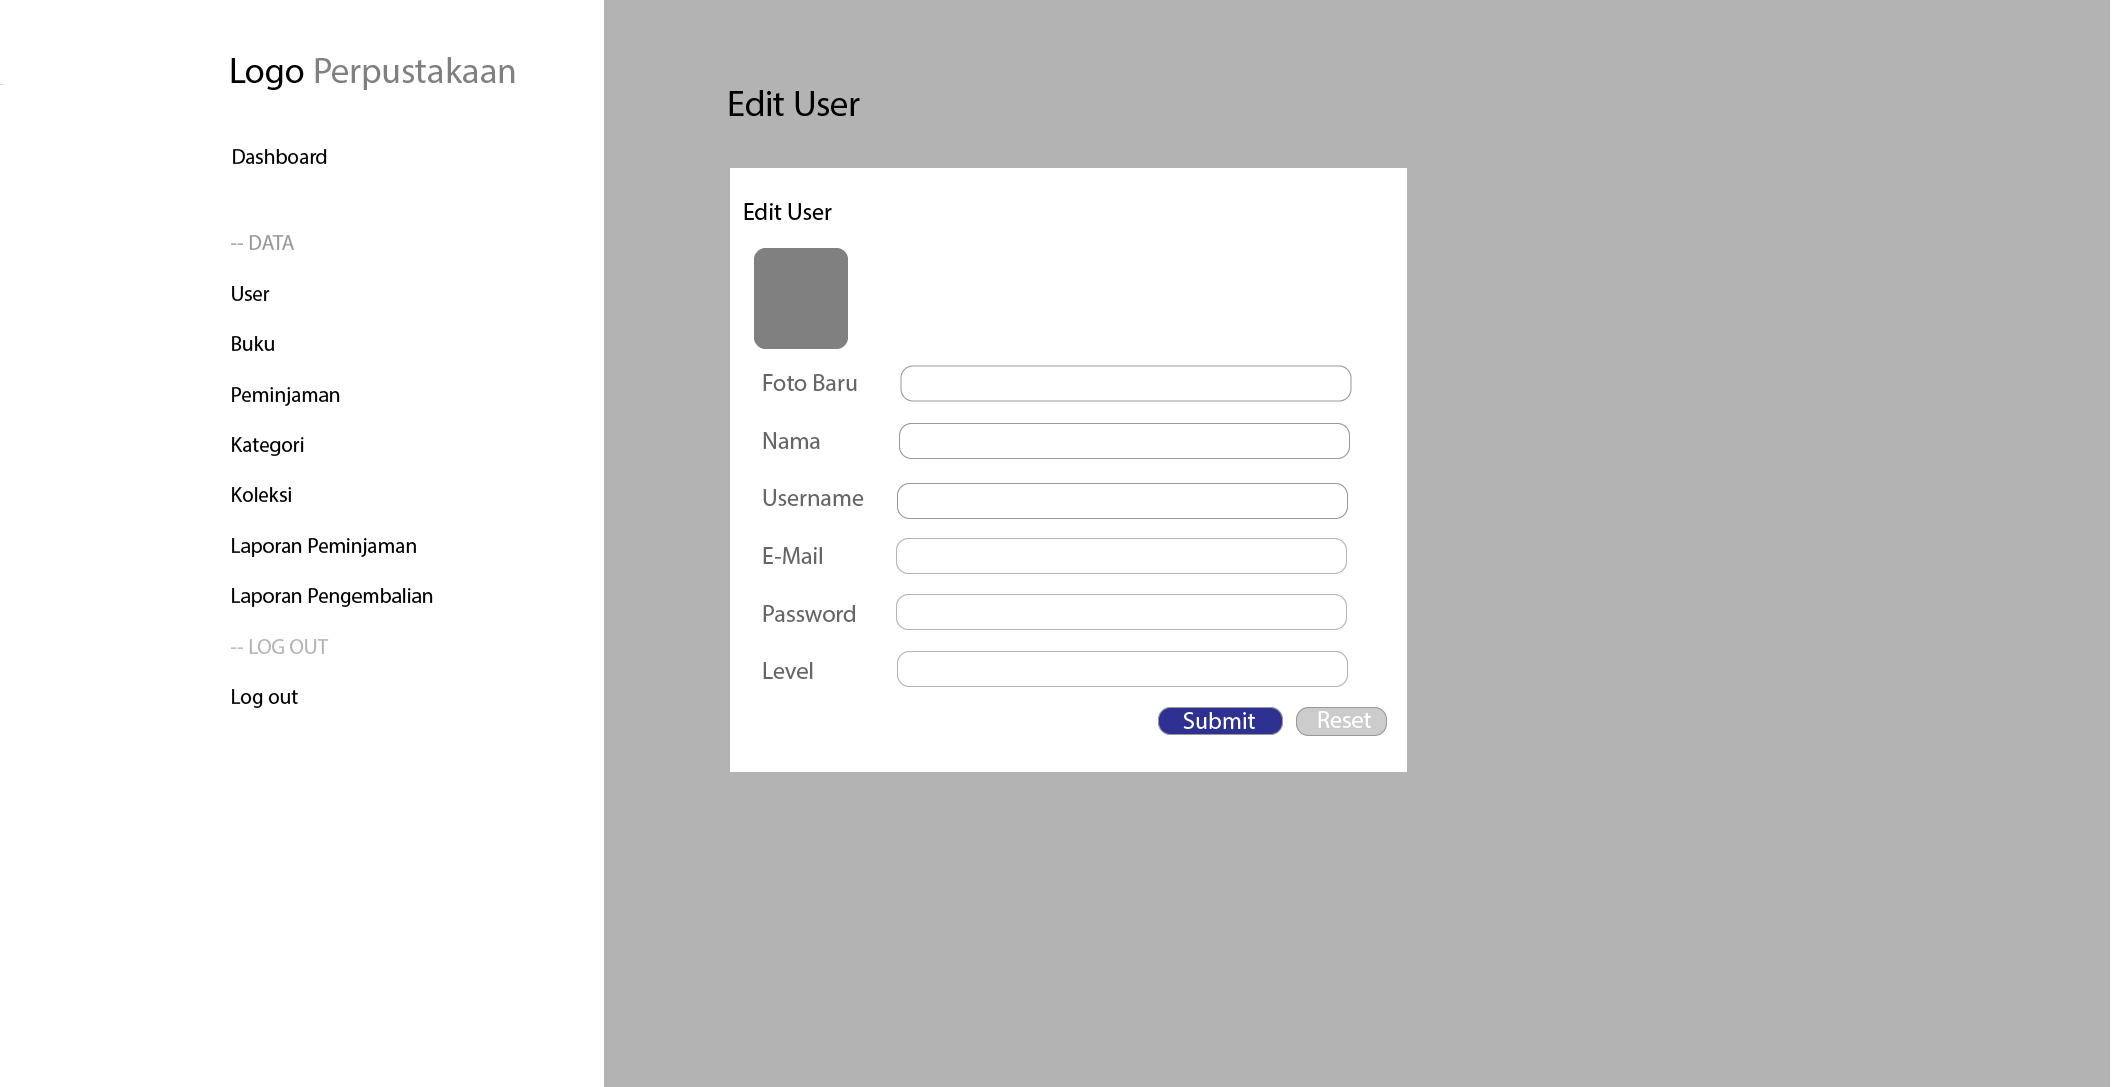 Logo Perpustakaan
Dashboard
-- DATA
User
Buku
Peminjaman
Kategori
Koleksi
Laporan Peminjaman
Laporan Pengembalian
-- LOG OUT
Log out
Edit User
Edit User
Foto Baru
Nama
Username
E-Mail
Password
Level
Submit Reset